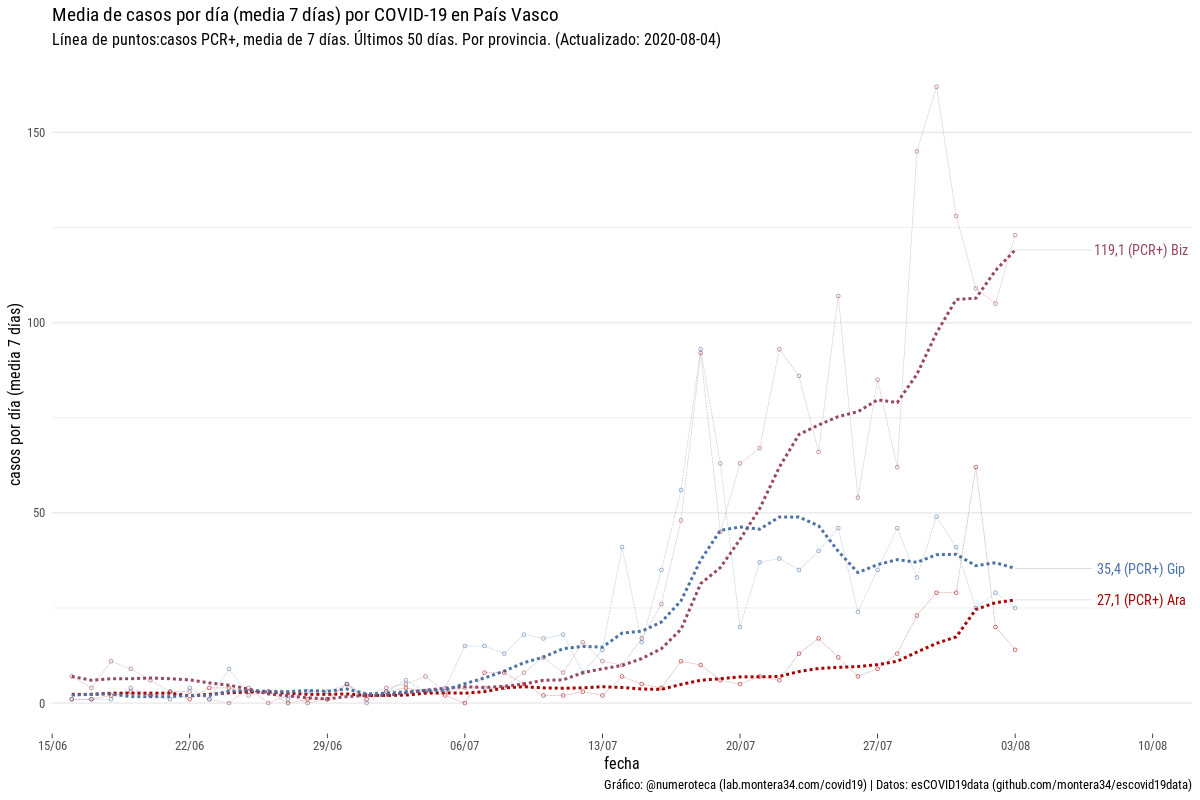 Media de casos por día (media 7 días) por COVID-19 en País Vasco
Línea de puntos:casos PCR+, media de 7 días. Últimos 50 días. Por provincia. (Actualizado: 2020-08-04)
casos por día (media 7 días)
150
100
50
0
119,1 (PCR+) Biz
35,4 (PCR+) Gip
27,1 (PCR+) Ara
15/06 22/06 29/06 06/07 13/07 20/07 27/07 03/08 10/08
fecha
Gráfico: @numeroteca (lab.montera34.com/covid19) | Datos: esCOVID19data (github.com/montera34/escovid19data)